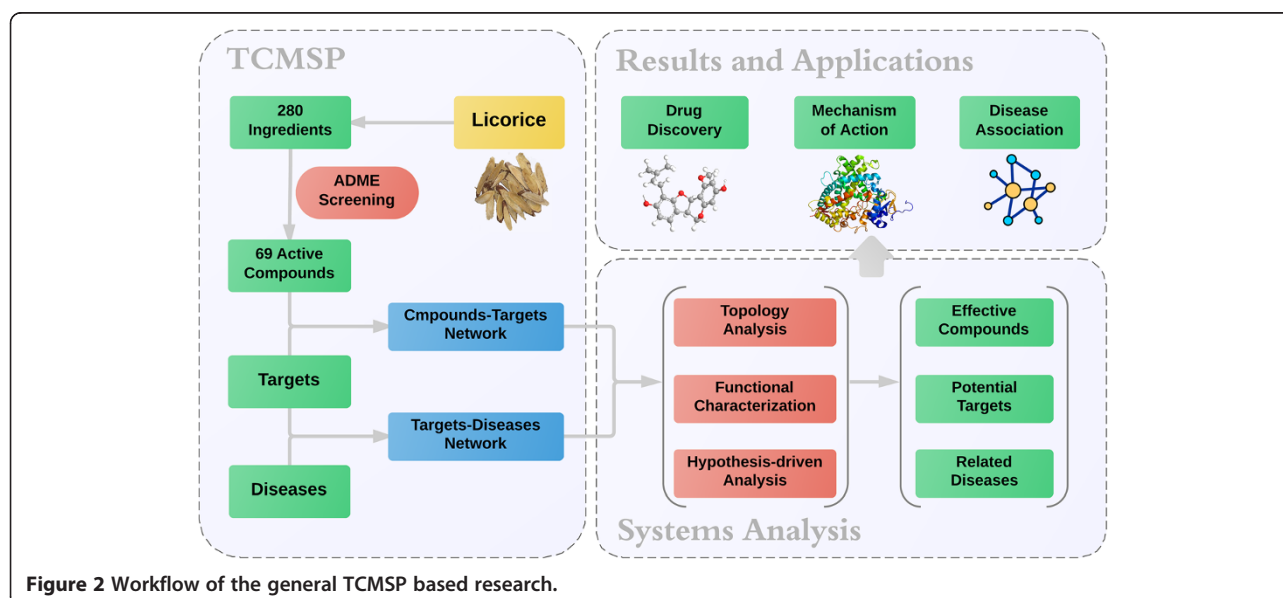 TCMSP
280
Ingredients
Licorice
ADME
Screening
69 Active
Compounds
Cmpounds-Targets
Network
Targets
Targets-Diseases
Network
Diseases
Results and Applications
Drug
Discovery
Mechanism
of Action
Disease
Association
Topology
Analysis
Functional
Characterization
Hypothesis-driven
Analysis
Effective
Compounds
Potential
Targets
Related
Diseases
Systems Analysis
Figure 2 Workflow of the general TCMSP based research.